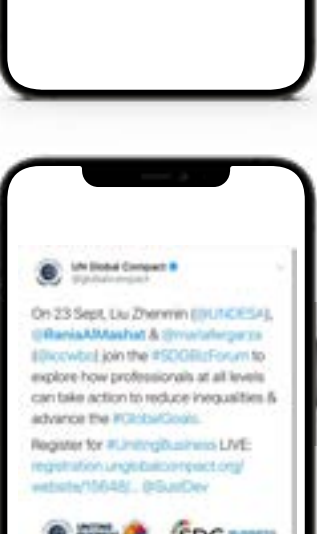 UN Global Compact
@globalcompact
On 23 Sept, Liu Zhenmin (@UNDESA),
@RaniaAlMashat & @mariafergarza
(@iccwbo) join the #SDGBizForum to
explore how professionals at all levels
can take action to reduce inequalities &
advance the #GlobalGoals.
Register for #UnitingBusiness LIVE:
registration.unglobalcompact.org/
website/15648/... @SustDev
UNITING
SDG